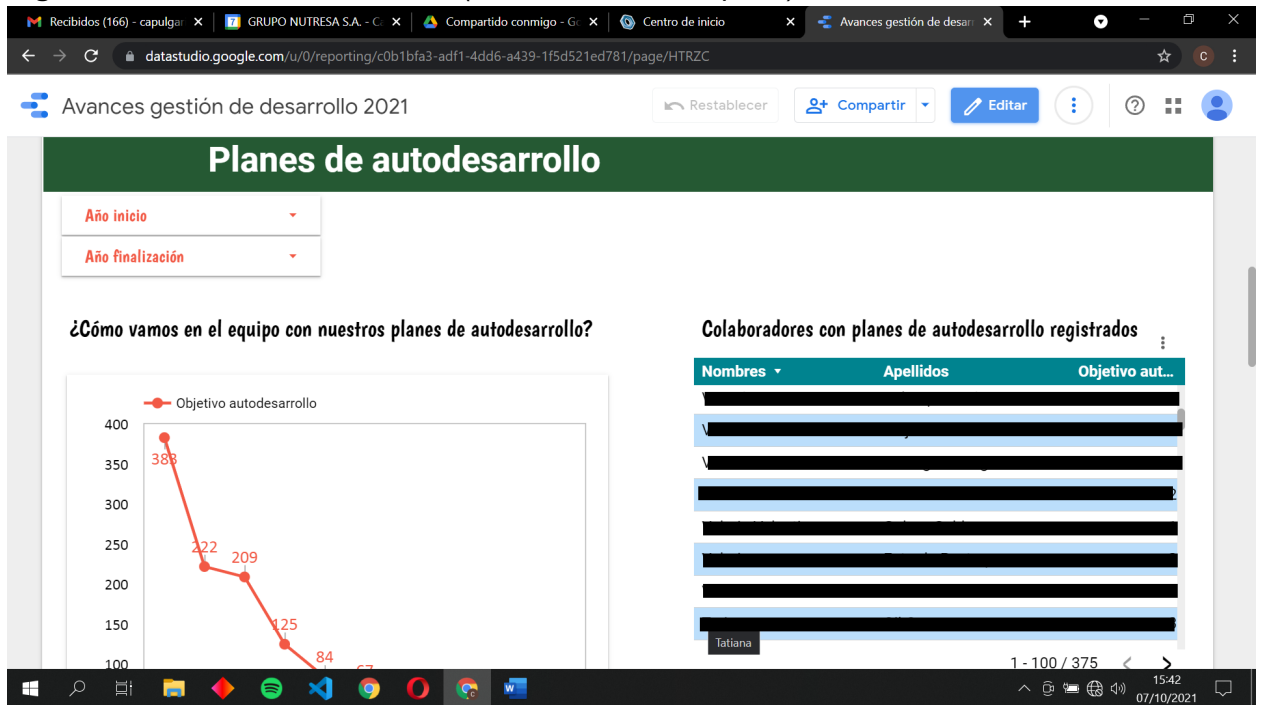 Recibidos (166) - capulgar
GRUPO NUTRESA S.A. - Ca
Compartido conmigo - Go
Centro de inicio
Avances gestión de desarr
datastudio.google.com/u/0/reporting/c0b1bfa3-adf1-4dd6-a439-1f5d521ed781/page/HTRZC
C
Avances gestión de desarrollo 2021
Restablecer
Compartir
Editar
Planes de autodesarrollo
Año inicio
Año finalización
¿Cómo vamos en el equipo con nuestros planes de autodesarrollo?
Colaboradores con planes de autodesarrollo registrados
Nombres
Apellidos
Objetivo aut...
Objetivo autodesarrollo
400
350
300
250
200
150
100
383
222
209
125
84
67
Tatiana
1 - 100 / 375
15:42
07/10/2021